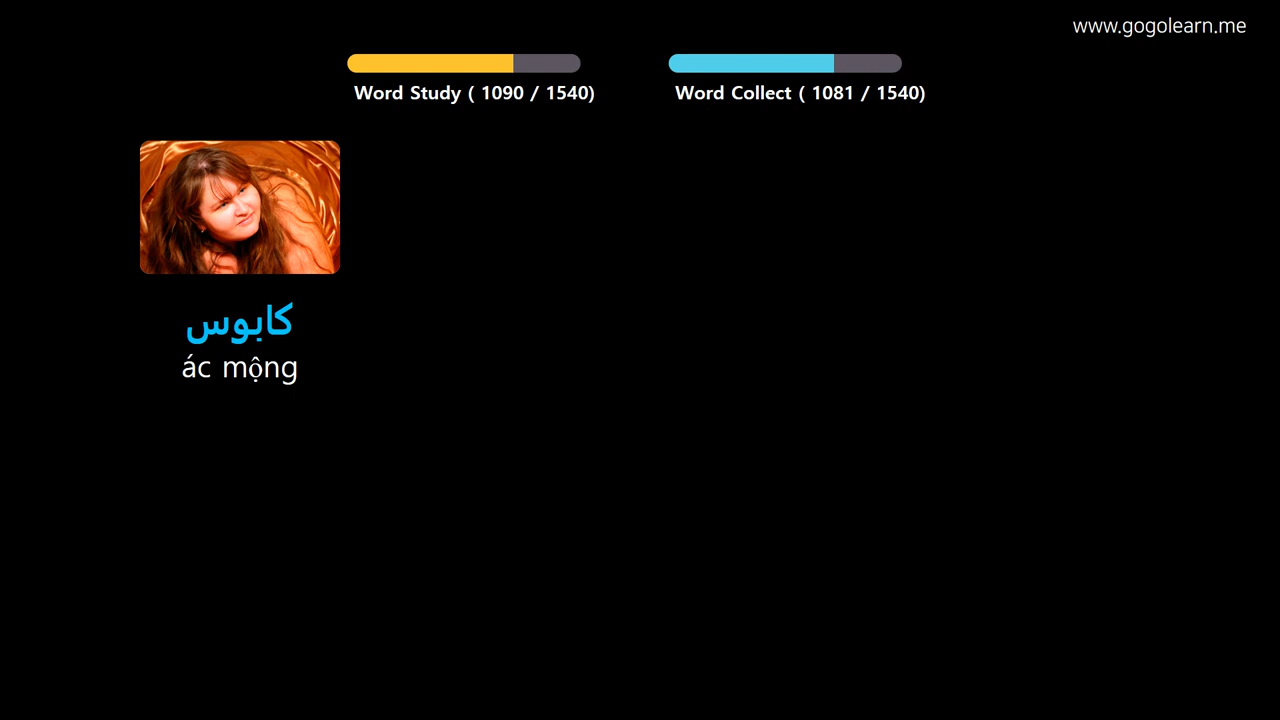 www.gogolearn.me
Word Study ( 1090 / 1540)
Word Collect ( 1081 / 1540)
كابوس
ác mộng